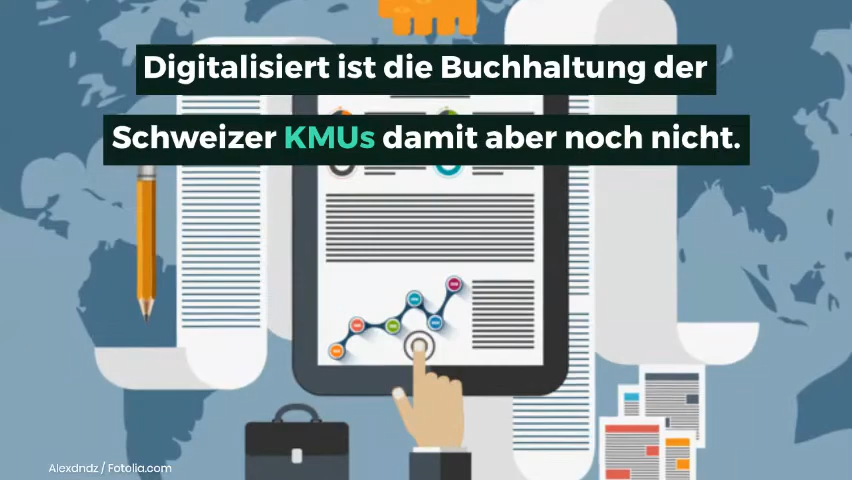 Digitalisiert ist die Buchhaltung der
Schweizer KMUs damit aber noch nicht.
Alexdndz / Fotolia.com